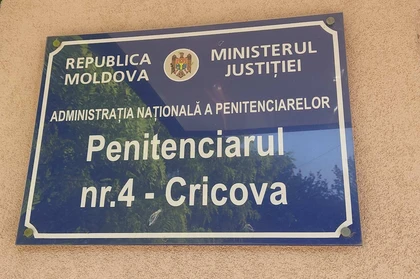 REPUBLICA MOLDOVA
MINISTERUL JUSTIȚIEI
ADMINISTRAȚIA NAȚIONALĂ A PENITENCIARELOR
Penitenciarul
nr.4 - Cricova